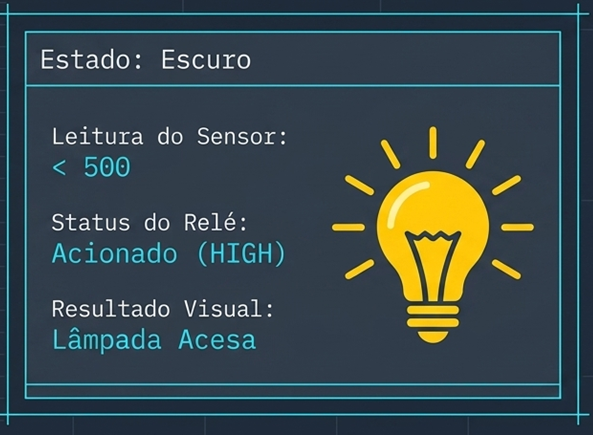 Estado: Escuro
Leitura do Sensor:
< 500
Status do Relé:
Acionado (HIGH)
Resultado Visual:
Lâmpada Acesa